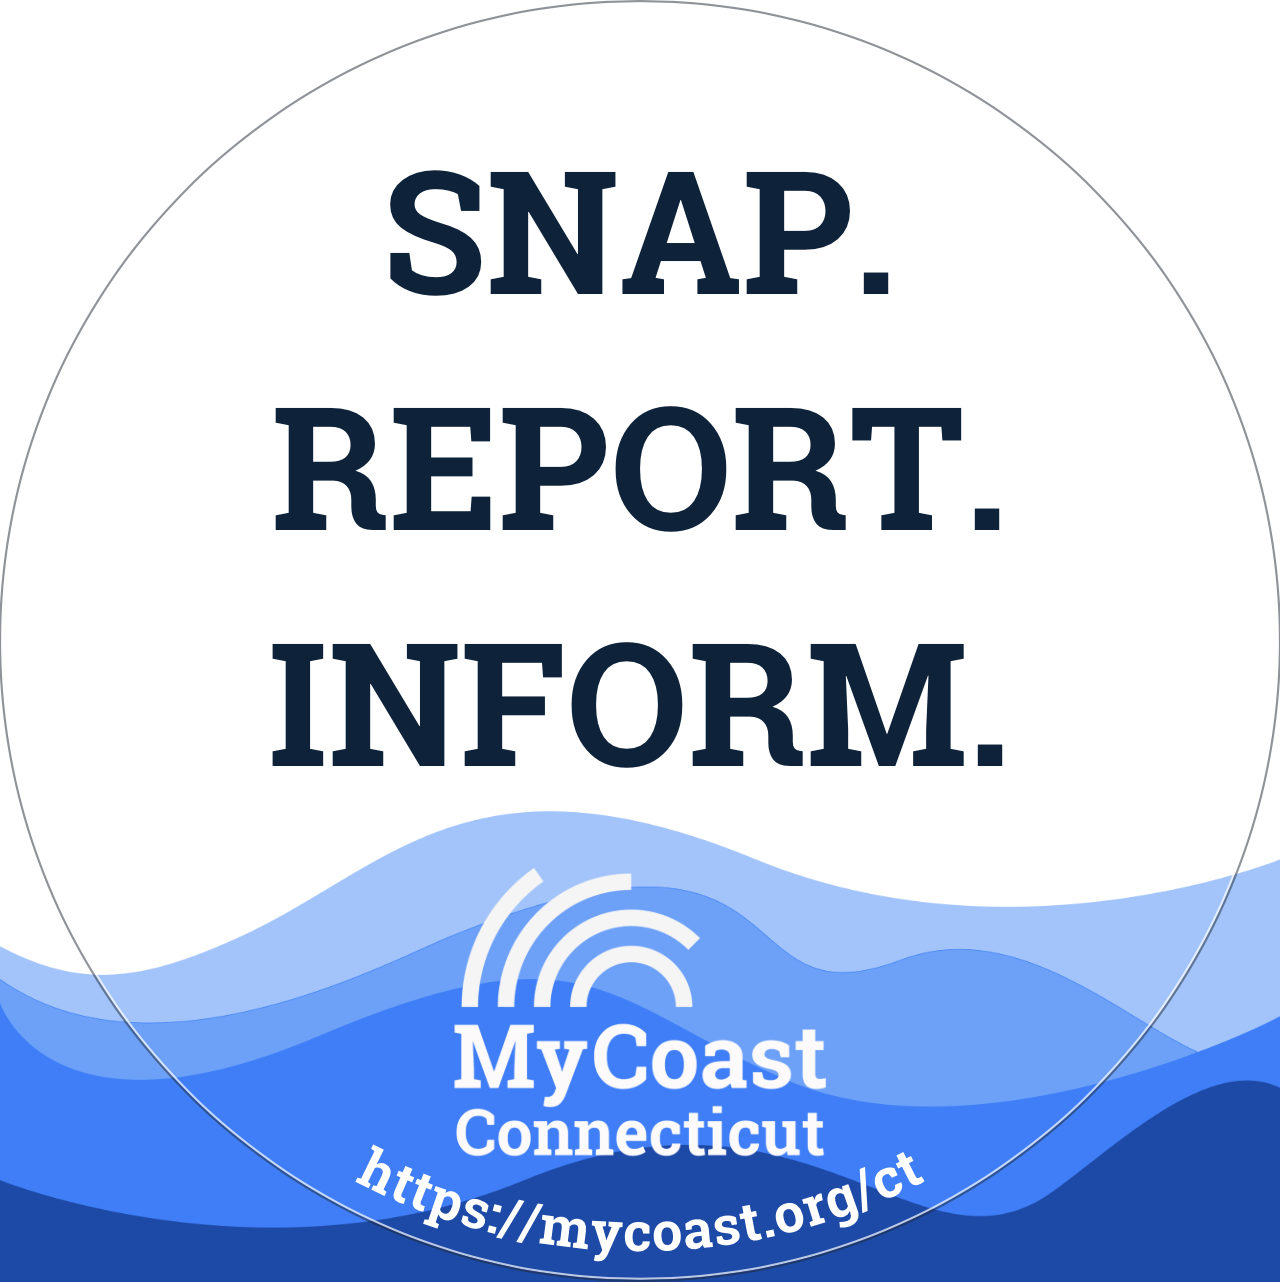 SNAP.
REPORT.
INFORM.
MyCoast
Connecticut
https://mycoast.org/ct